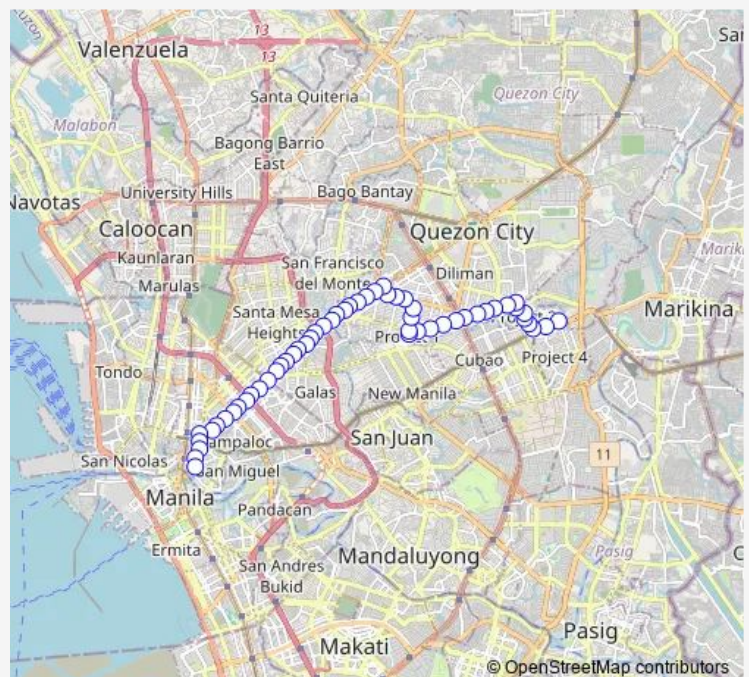 13
Valenzuela
13
Santa Quiteria
Quezon City
Malabon
Bagong Barrio
East
Navotas
University Hills
Bago Bantay
Caloocan
Quezon City
Kaunlaran
San Francisco
del Monte
Diliman
Marulas
Santa Mesa
Heights
Marikina
Cubao
Project 4
Tondo
Galas
New Manila
San Juan
San Nicolas
San Miguel
11
Manila
Pandacan
Ermita
Mandaluyong
Pasig
San Andres
Bukid
Pasig
Makati
© OpenStreetMap contributors